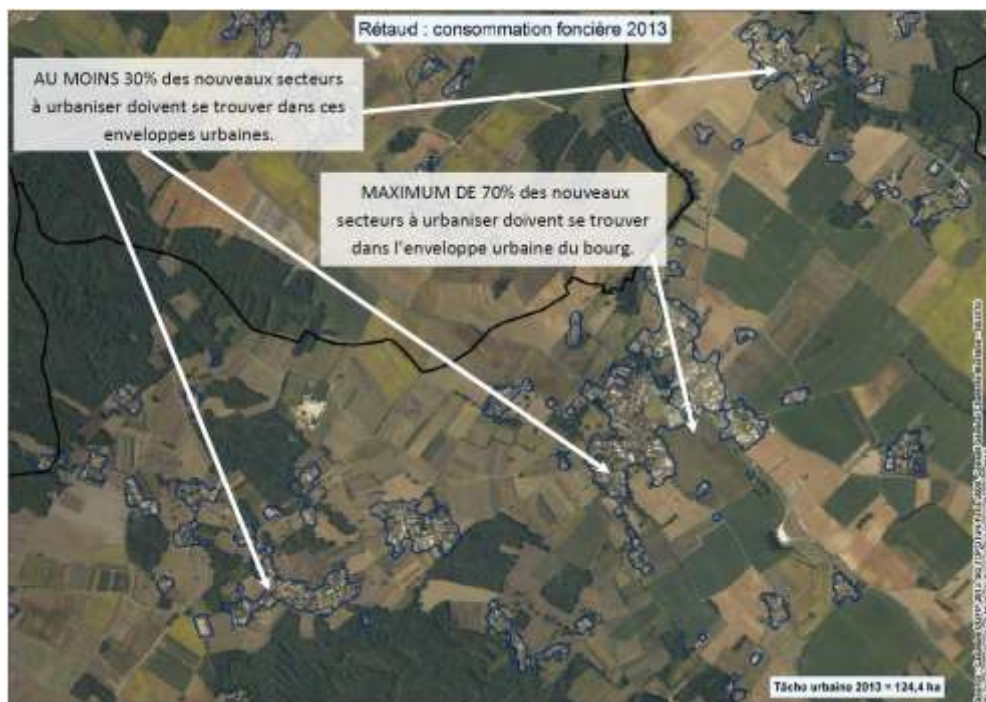 Rétaud : consommation foncière 2013
AU MOINS 30% des nouveaux secteurs
à urbaniser doivent se trouver dans ces
enveloppes urbaines.
MAXIMUM DE 70% des nouveaux
secteurs à urbaniser doivent se trouver
dans l'enveloppe urbaine du bourg.
Tâche urbaine 2013 = 124,4 ha